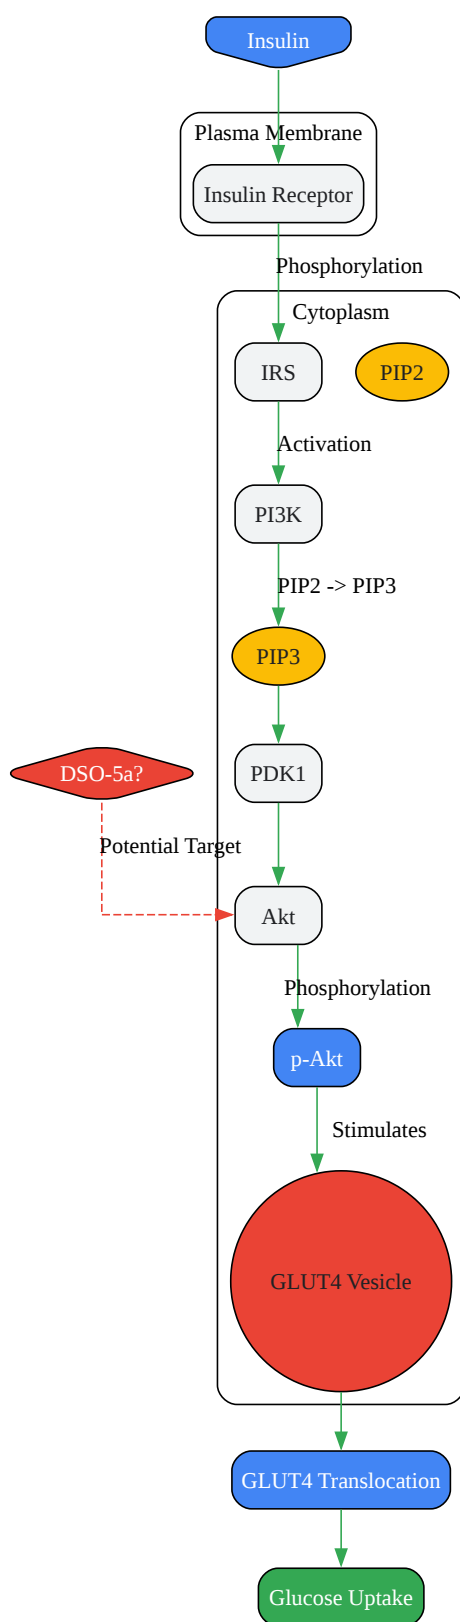 Insulin
Plasma Membrane
Insulin Receptor
Phosphorylation
Cytoplasm
IRS
PIP2
Activation
PI3K
PIP2 -> PIP3
PIP3
PDK1
DSO-5a?
Potential Target
Akt
Phosphorylation
p-Akt
Stimulates
GLUT4 Vesicle
GLUT4 Translocation
Glucose Uptake